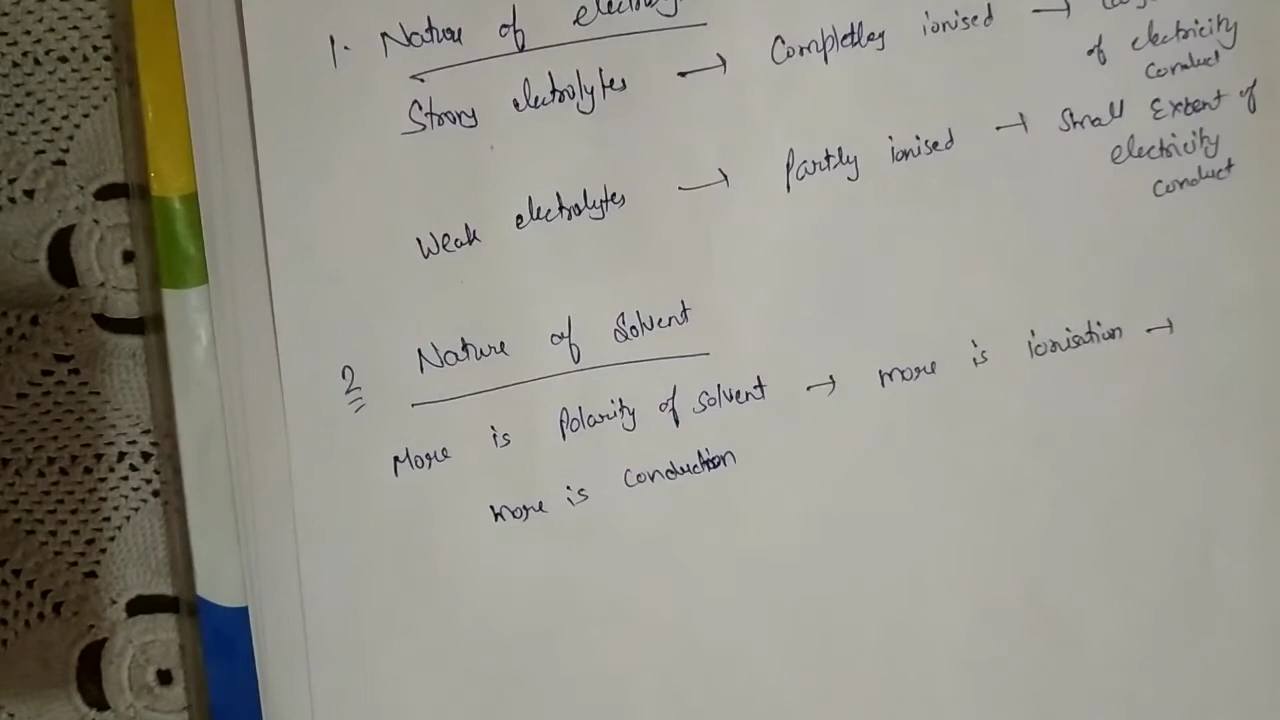 1. Nature of
Strong electrolytes → Completley ionised →
of electricity
conduct
Weak electrolytes → Partly ionised → Small Extent of
electricity
conduct
2 Nature of Solvent
More is Polarity of solvent → more is ionisation →
more is conduction